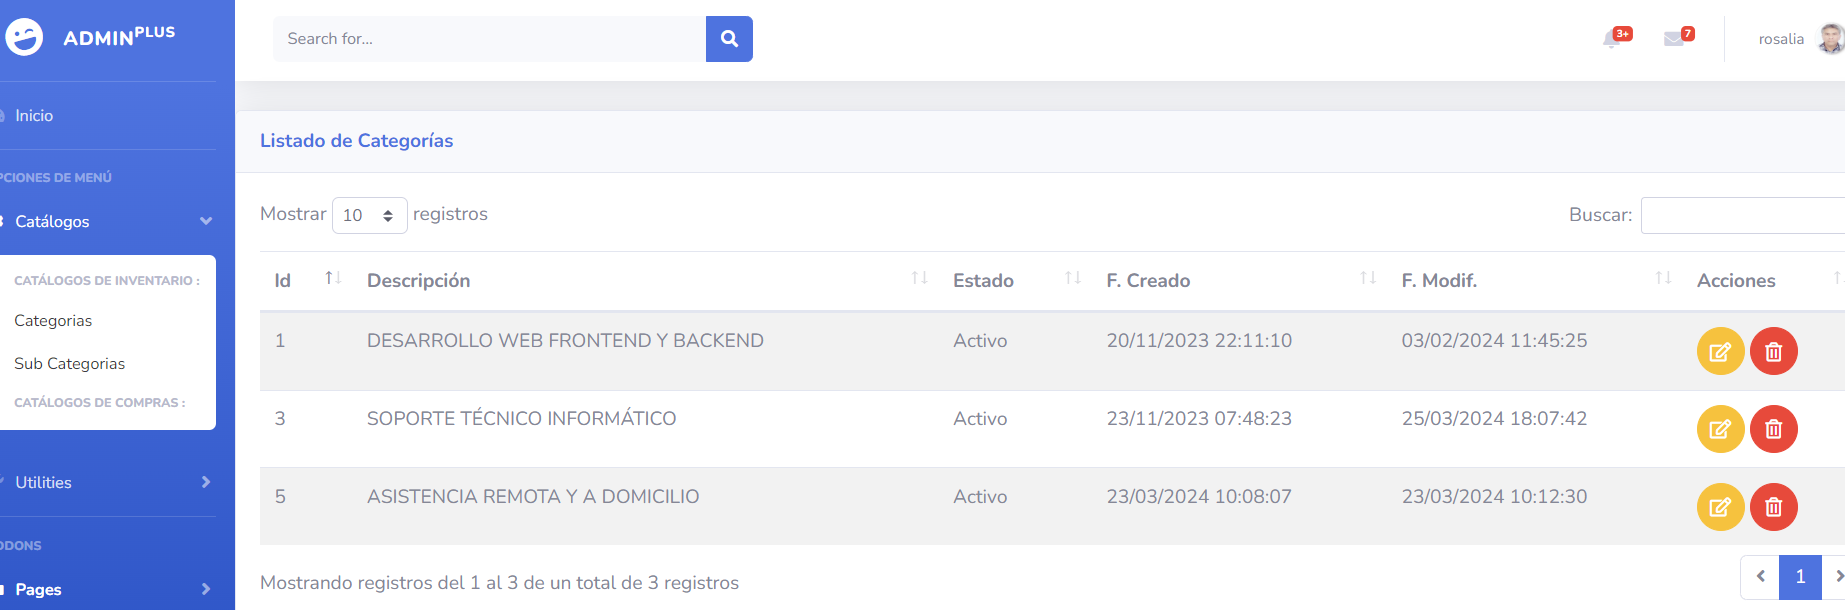 ADMINPLUS
Search for...
3+
7
rosalia
Inicio
Listado de Categorías
PCIONES DE MENÚ
Catálogos
Mostrar 10 registros
Buscar:
CATÁLOGOS DE INVENTARIO :
Categorias
Sub Categorias
CATÁLOGOS DE COMPRAS :
Id Descripción Estado F. Creado F. Modif. Acciones
1 DESARROLLO WEB FRONTEND Y BACKEND Activo 20/11/2023 22:11:10 03/02/2024 11:45:25
3 SOPORTE TÉCNICO INFORMÁTICO Activo 23/11/2023 07:48:23 25/03/2024 18:07:42
5 ASISTENCIA REMOTA Y A DOMICILIO Activo 23/03/2024 10:08:07 23/03/2024 10:12:30
Utilities
DDONS
Pages
Mostrando registros del 1 al 3 de un total de 3 registros
1